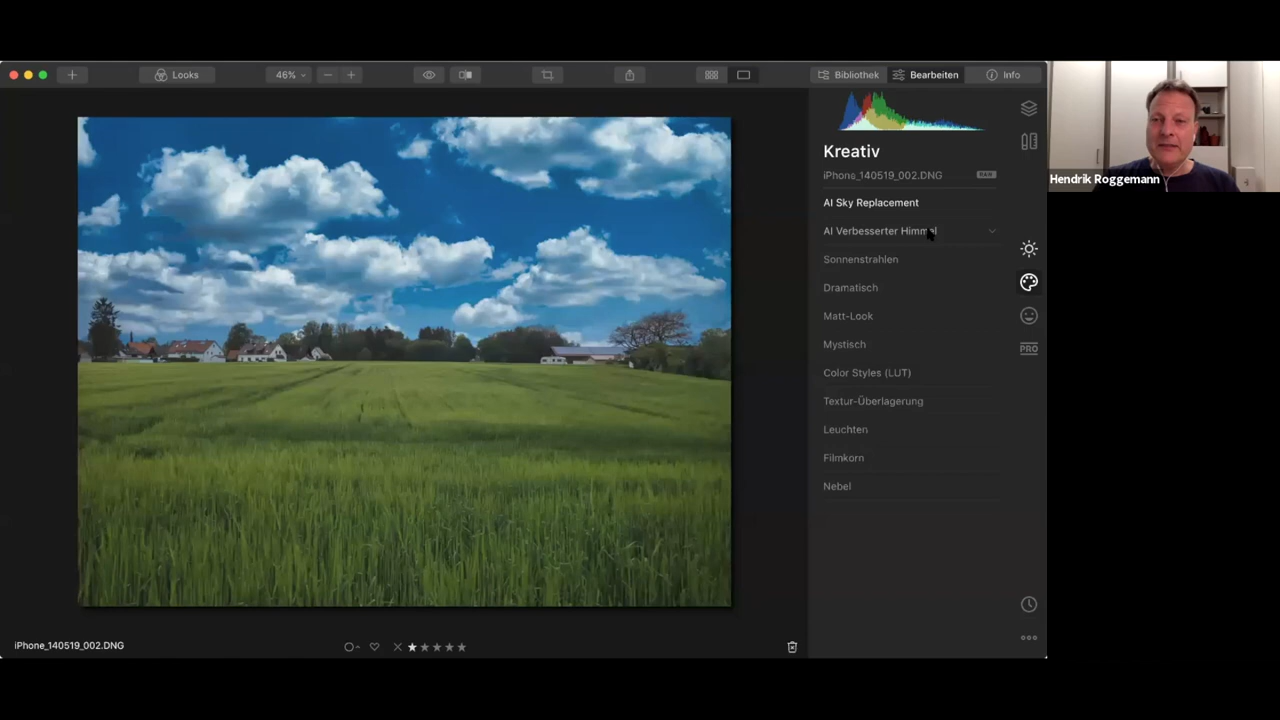 Looks
46%
Bibliothek
Bearbeiten
Info
Kreativ
iPhone_140519_002.DNG
RAW
AI Sky Replacement
AI Verbesserter Himmel
Sonnenstrahlen
Dramatisch
Matt-Look
Mystisch
Color Styles (LUT)
Textur-Überlagerung
Leuchten
Filmkorn
Nebel
PRO
iPhone_140519_002.DNG
Hendrik Roggemann